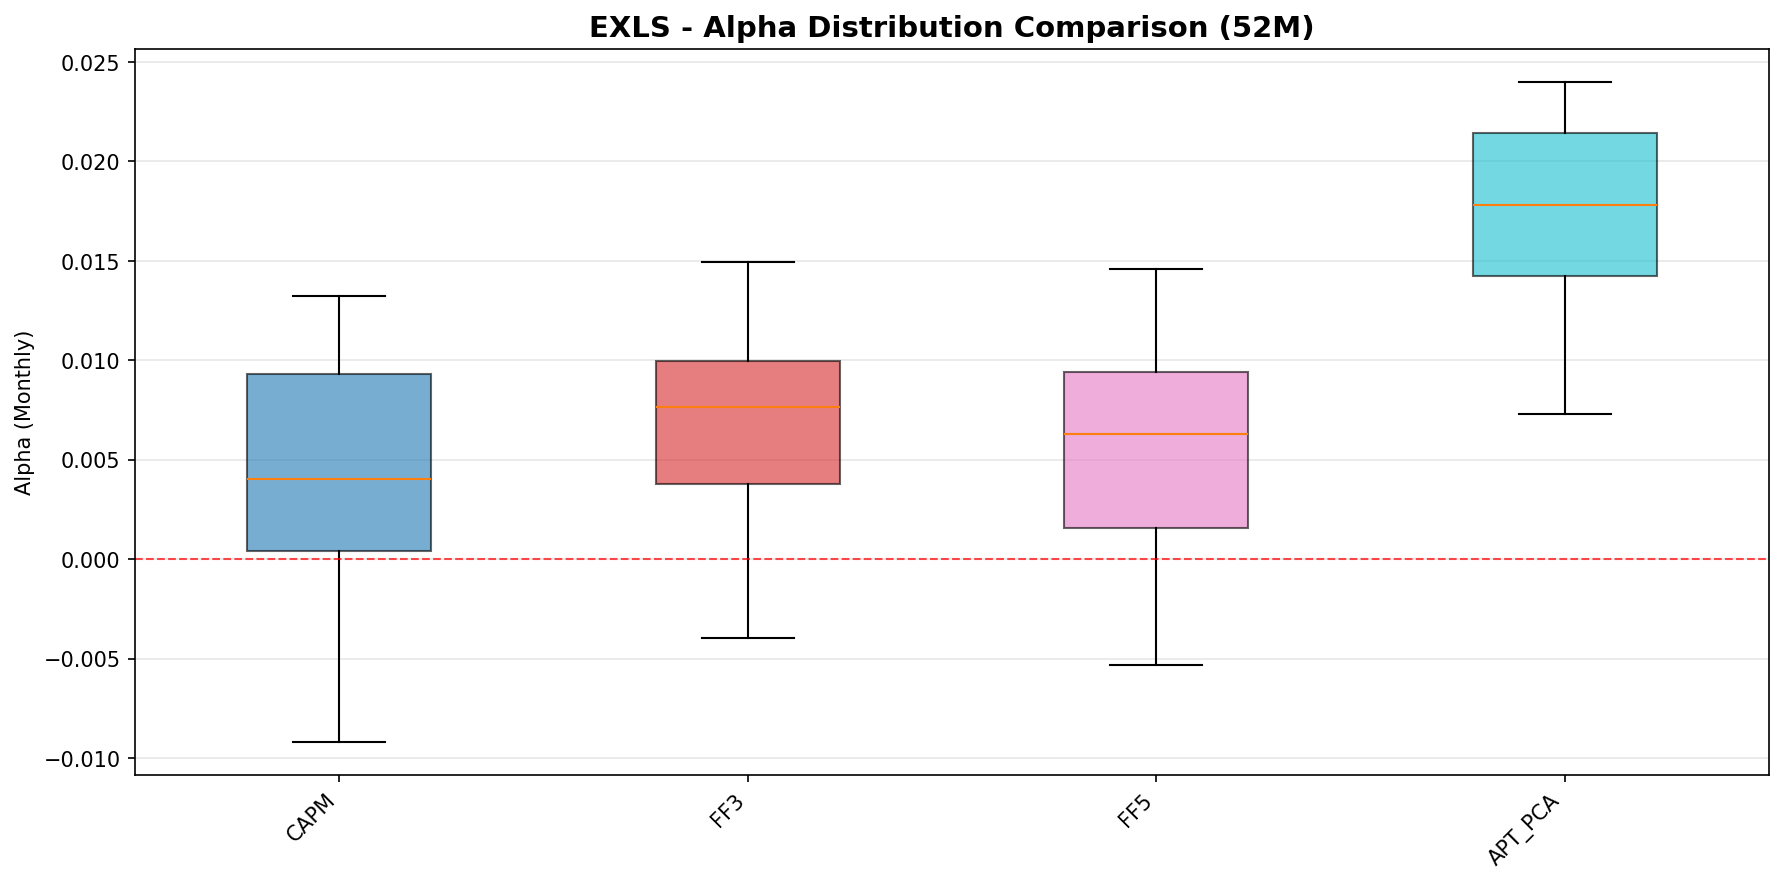 EXLS - Alpha Distribution Comparison (52M)
Alpha (Monthly)
0.025
0.020
0.015
0.010
0.005
0.000
−0.005
−0.010
CAPM
FF3
FF5
APT_PCA